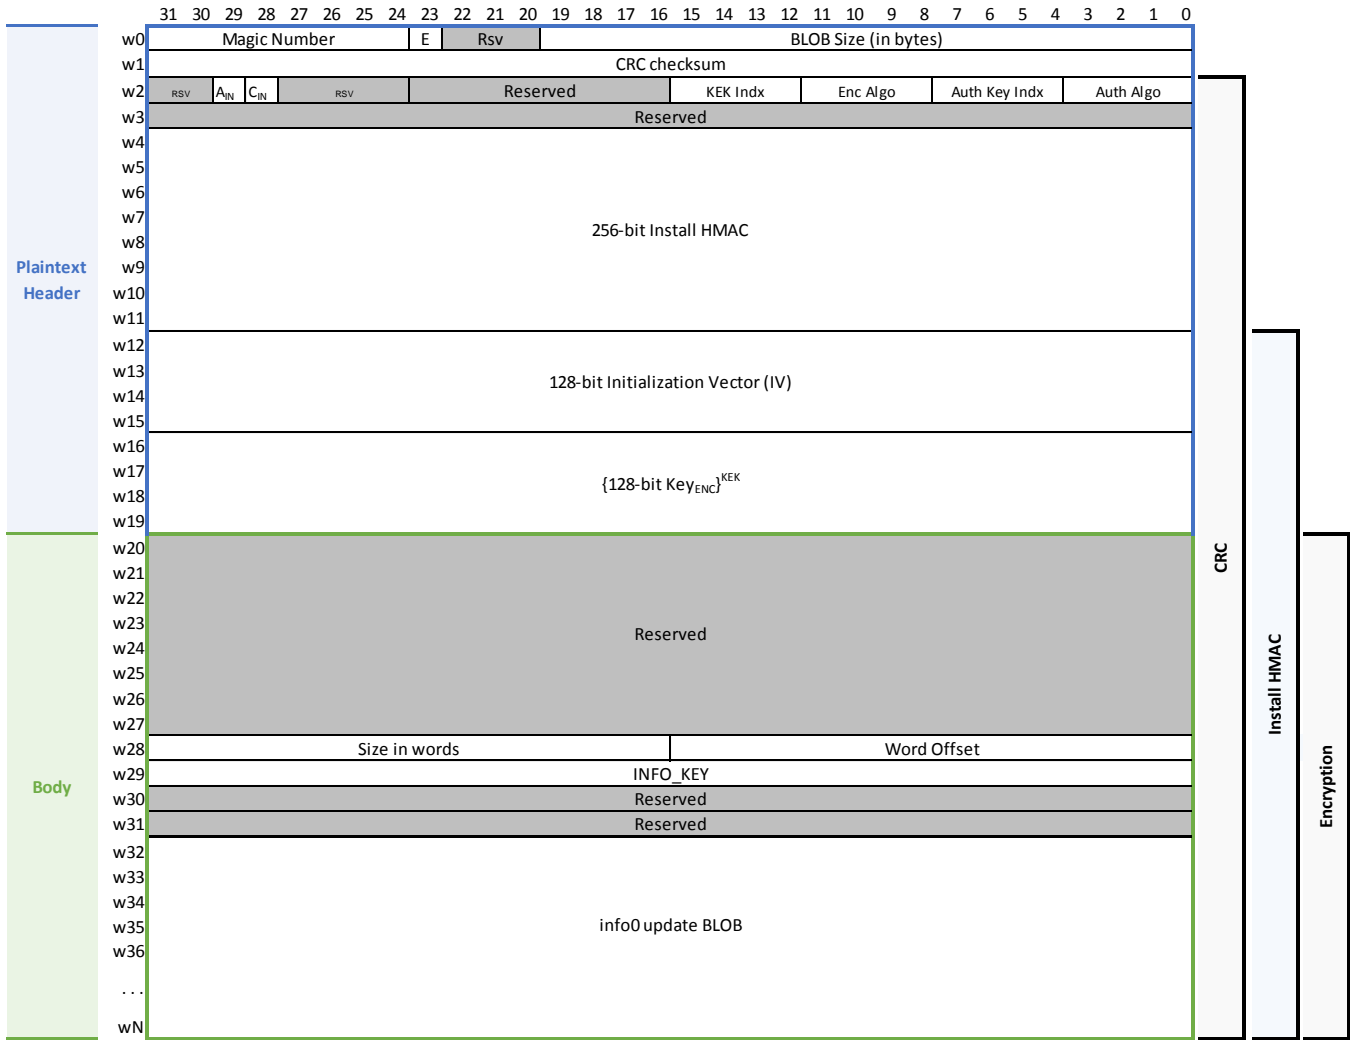 31 30 29 28 27 26 25 24 23 22 21 20 19 18 17 16 15 14 13 12 11 10 9 8 7 6 5 4 3 2 1 0
w0 Magic Number E Rsv BLOB Size (in bytes)
w1 CRC checksum
w2 RSV AIN CIN RSV Reserved KEK Indx Enc Algo Auth Key Indx Auth Algo
w3 Reserved
w4
w5
w6
w7
256-bit Install HMAC
w8
w9
Plaintext
Header
w10
w11
w12
w13
128-bit Initialization Vector (IV)
w14
w15
w16
w17
{128-bit KeyENC}KEK
w18
w19
w20
w21
w22
w23
Reserved
w24
w25
w26
w27
w28 Size in words Word Offset
w29 INFO_KEY
Body
w30 Reserved
w31 Reserved
w32
w33
w34
w35 info0 update BLOB
w36
...
wN
CRC
Install HMAC
Encryption